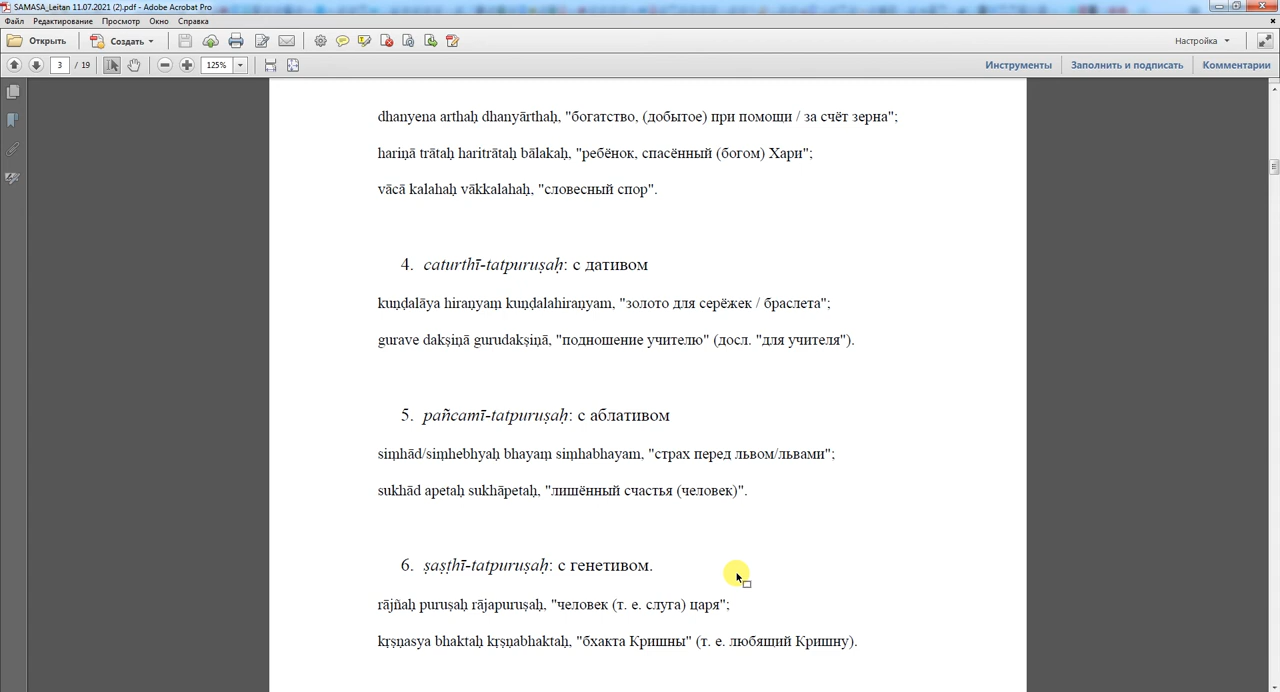 SAMASA_Leitan 11.07.2021 (2).pdf - Adobe Acrobat Pro
Файл Редактирование Просмотр Окно Справка
Открыть Создать Настройка
3 / 19 125% Инструменты Заполнить и подписать Комментарии
dhanyena arthaḥ dhanyārthaḥ, "богатство, (добытое) при помощи / за счёт зерна";
hariṇā trātaḥ haritrātaḥ bālakaḥ, "ребёнок, спасённый (богом) Хари";
vācā kalahaḥ vākkalahaḥ, "словесный спор".
4. caturthī-tatpuruṣaḥ: с дативом
kuṇḍalāya hiraṇyaṃ kuṇḍalahiraṇyam, "золото для серёжек / браслета";
gurave dakṣiṇā gurudakṣiṇā, "подношение учителю" (досл. "для учителя").
5. pañcamī-tatpuruṣaḥ: с аблативом
siṃhād/siṃhebhyaḥ bhayaṃ siṃhabhayam, "страх перед львом/львами";
sukhād apetaḥ sukhāpetaḥ, "лишённый счастья (человек)".
6. ṣaṣṭhī-tatpuruṣaḥ: с генетивом.
rājñaḥ puruṣaḥ rājapuruṣaḥ, "человек (т. е. слуга) царя";
kṛṣṇasya bhaktaḥ kṛṣṇabhaktaḥ, "бхакта Кришны" (т. е. любящий Кришну).